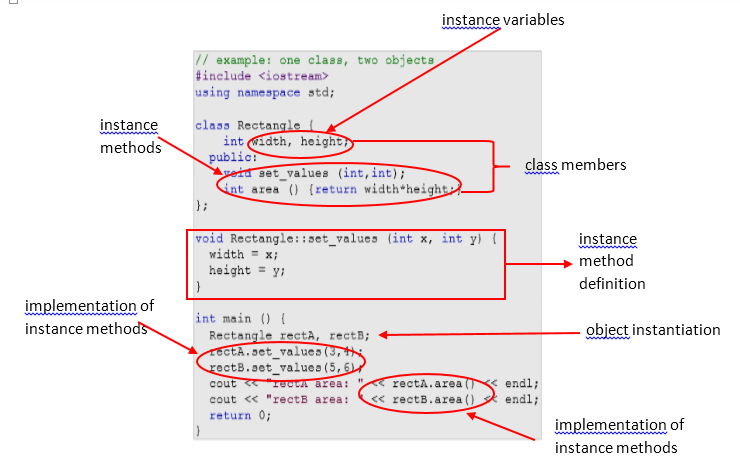 instance variables
// example: one class, two objects
#include <iostream>
using namespace std;
class Rectangle {
int width, height;
public:
void set_values (int,int);
int area () {return width*height;}
};
instance
methods
class members
void Rectangle::set_values (int x, int y) {
width = x;
height = y;
}
instance
method
definition
implementation of
instance methods
int main () {
Rectangle rectA, rectB;
rectA.set_values(3,4);
rectB.set_values(5,6);
cout << "rectA area: " << rectA.area() << endl;
cout << "rectB area: " << rectB.area() << endl;
return 0;
}
object instantiation
implementation of
instance methods